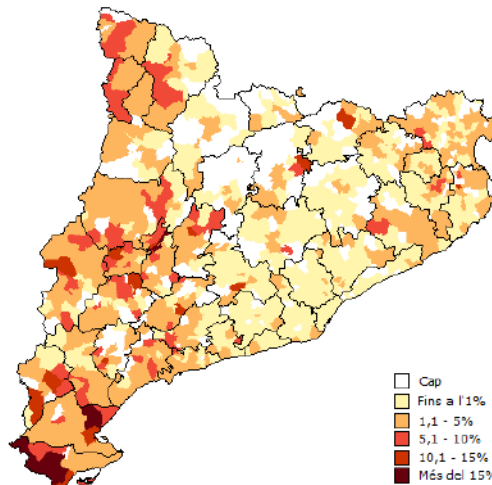 Cap
Fins a l'1%
1,1 - 5%
5,1 - 10%
10,1 - 15%
Més del 15%